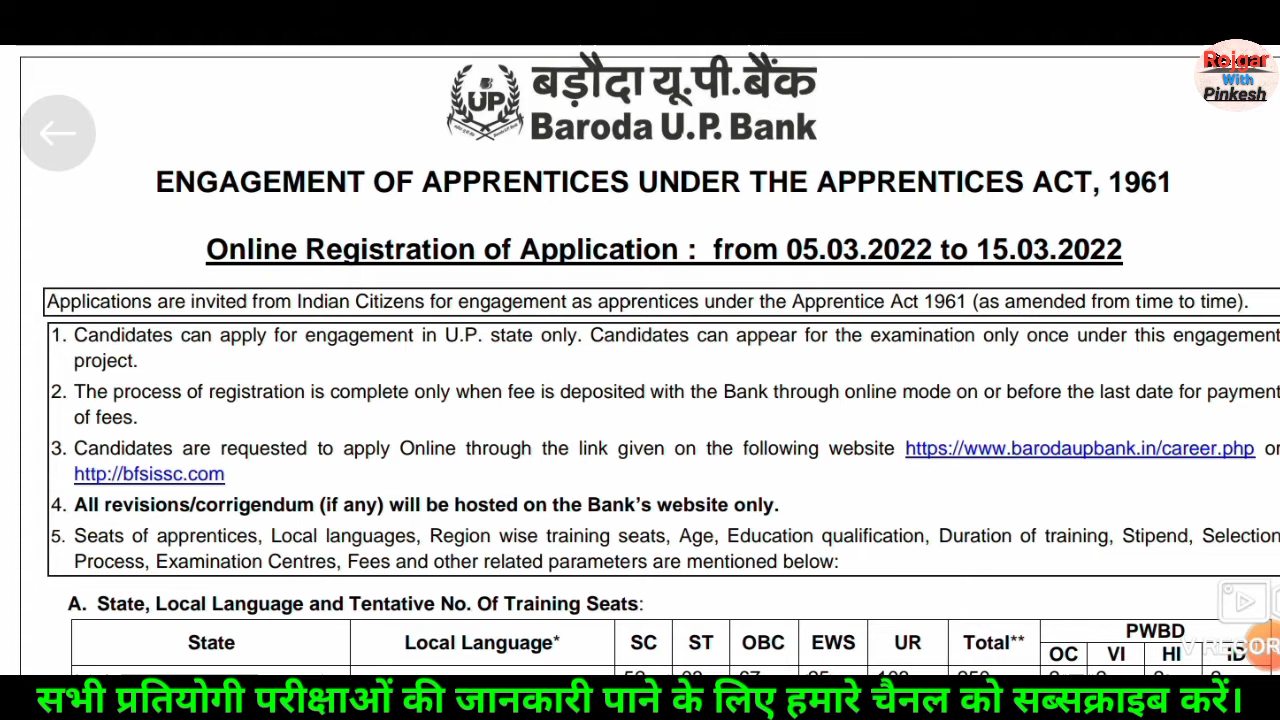 Rojgar
With
Pinkesh
बड़ौदा यू.पी.बैंक
UP
Baroda U.P. Bank
ENGAGEMENT OF APPRENTICES UNDER THE APPRENTICES ACT, 1961
Online Registration of Application : from 05.03.2022 to 15.03.2022
Applications are invited from Indian Citizens for engagement as apprentices under the Apprentice Act 1961 (as amended from time to time).
1. Candidates can apply for engagement in U.P. state only. Candidates can appear for the examination only once under this engagement
project.
2. The process of registration is complete only when fee is deposited with the Bank through online mode on or before the last date for payment
of fees.
3. Candidates are requested to apply Online through the link given on the following website https://www.barodaupbank.in/career.php or
http://bfsissc.com
4. All revisions/corrigendum (if any) will be hosted on the Bank's website only.
5. Seats of apprentices, Local languages, Region wise training seats, Age, Education qualification, Duration of training, Stipend, Selection
Process, Examination Centres, Fees and other related parameters are mentioned below:
A. State, Local Language and Tentative No. Of Training Seats:
State Local Language* SC ST OBC EWS UR Total** PWBD
OC VI HI ID
V RECOR
सभी प्रतियोगी परीक्षाओं की जानकारी पाने के लिए हमारे चैनल को सब्सक्राइब करें।